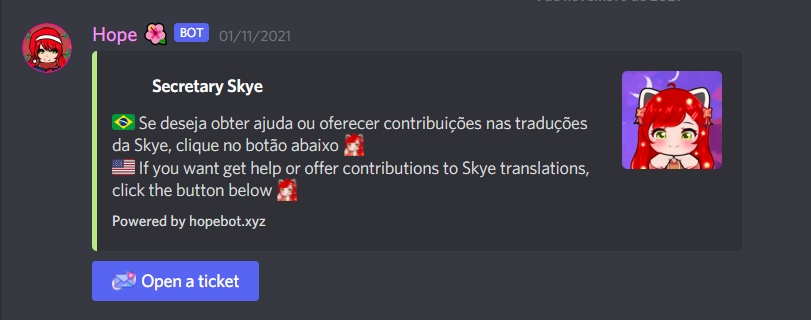 Hope 🌺 BOT 01/11/2021
Secretary Skye
🇧🇷 Se deseja obter ajuda ou oferecer contribuições nas traduções
da Skye, clique no botão abaixo
🇺🇸 If you want get help or offer contributions to Skye translations,
click the button below
Powered by hopebot.xyz
Open a ticket